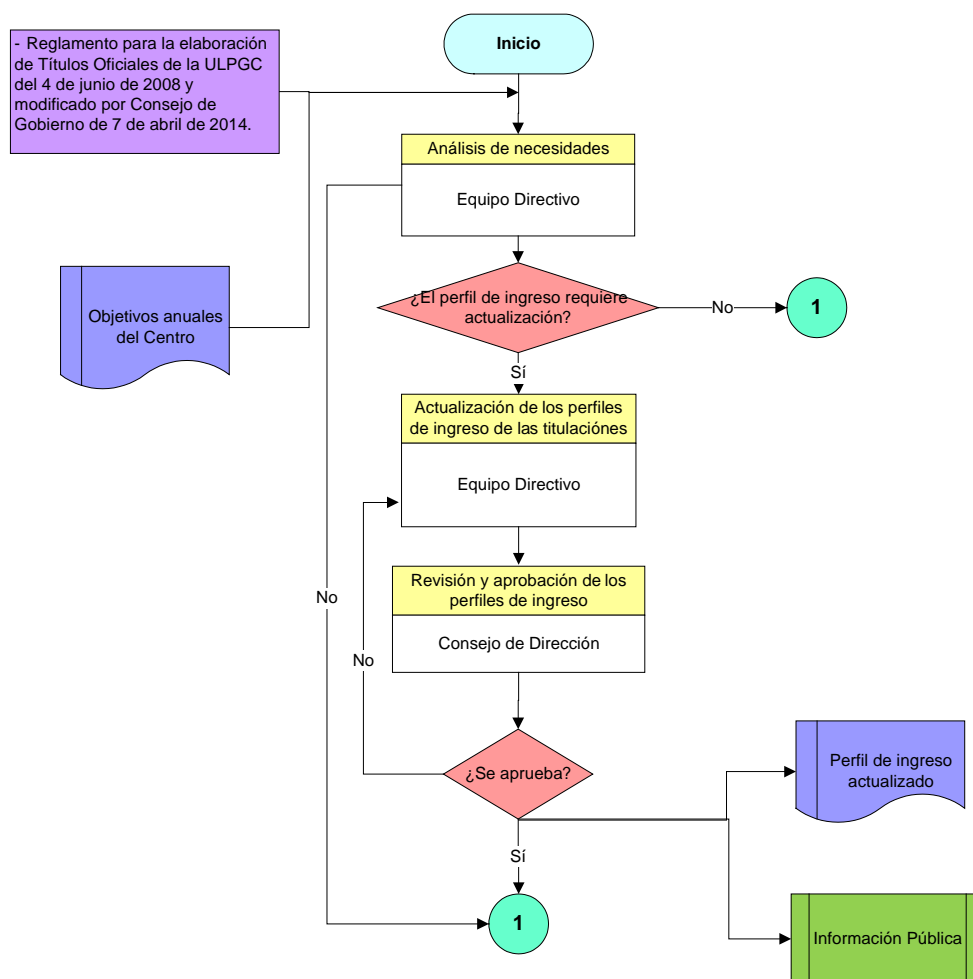 - Reglamento para la elaboración
de Títulos Oficiales de la ULPGC
del 4 de junio de 2008 y
modificado por Consejo de
Gobierno de 7 de abril de 2014.
Inicio
Análisis de necesidades
Equipo Directivo
Objetivos anuales
del Centro
¿El perfil de ingreso requiere
actualización?
No
1
Sí
Actualización de los perfiles
de ingreso de las titulaciónes
Equipo Directivo
Revisión y aprobación de los
perfiles de ingreso
Consejo de Dirección
No
No
¿Se aprueba?
Perfil de ingreso
actualizado
Sí
1
Información Pública